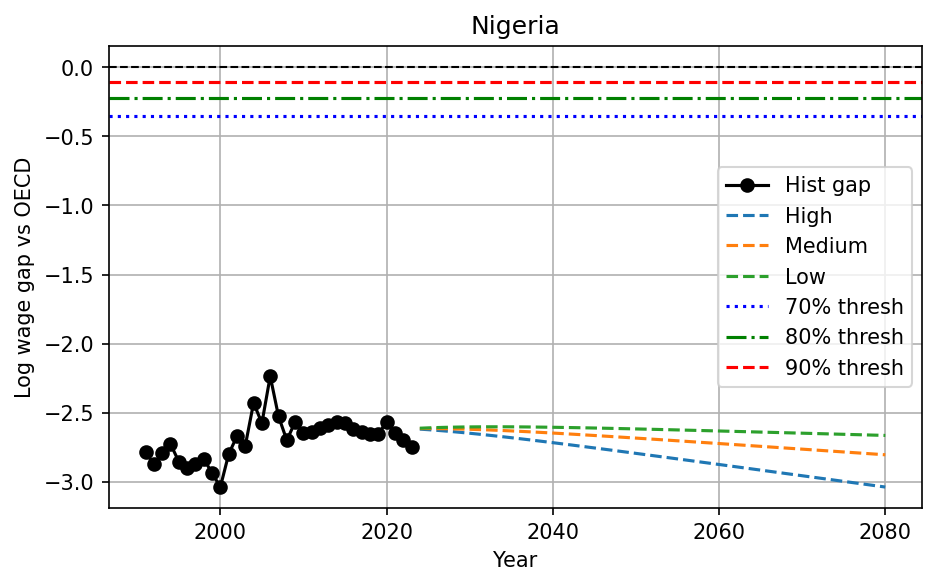 Nigeria
Log wage gap vs OECD
0.0
−0.5
−1.0
−1.5
−2.0
−2.5
−3.0
Hist gap
High
Medium
Low
70% thresh
80% thresh
90% thresh
2000 2020 2040 2060 2080
Year